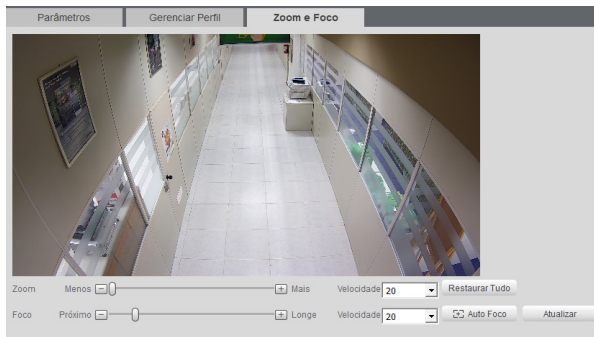 Parâmetros Gerenciar Perfil Zoom e Foco
Zoom Menos Mais Velocidade 20 Restaurar Tudo
Foco Próximo Longe Velocidade 20 Auto Foco Atualizar